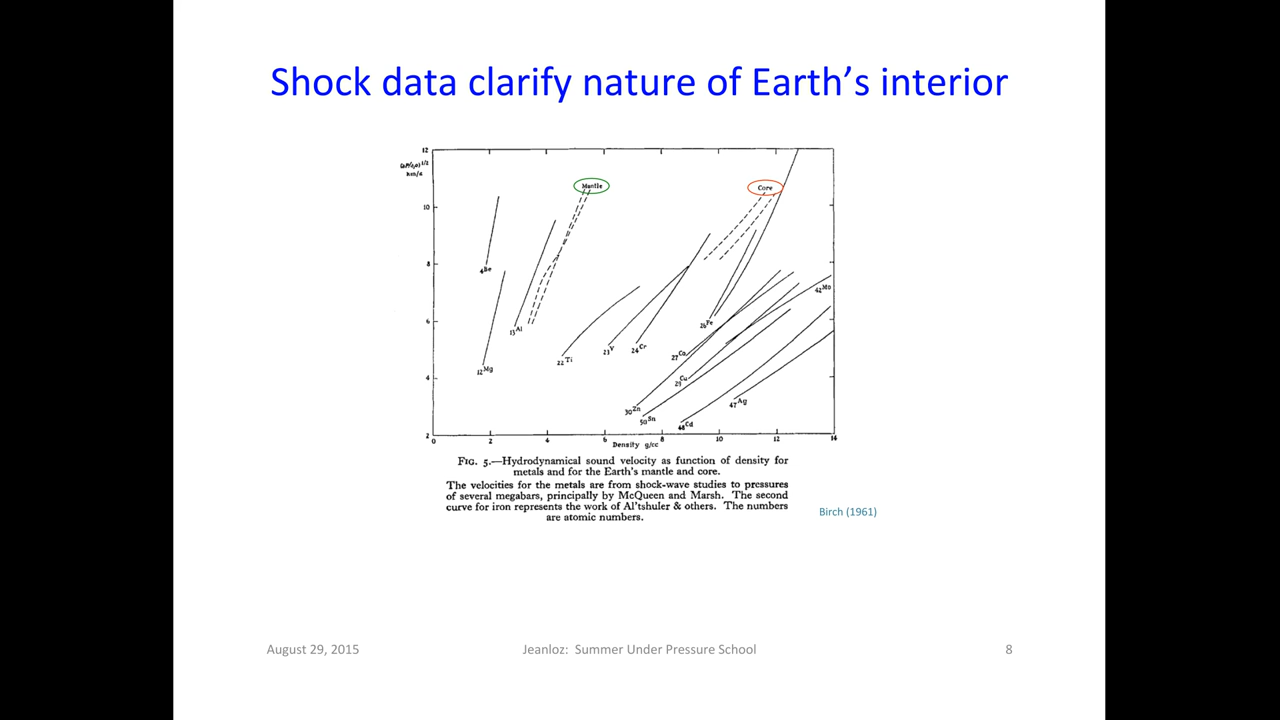 Shock data clarify nature of Earth's interior
12
(∂P/∂ρ)1/2
km/s
Mantle
Core
10
4Be
8
42Mo
6
13Al
26Fe
23V
24Cr
27Co
22Ti
12Mg
4
29Cu
47Ag
30Zn
50Sn
48Cd
2
0 2 4 6 8 10 12 14
Density g/cc
FIG. 5.—Hydrodynamical sound velocity as function of density for
metals and for the Earth's mantle and core.
The velocities for the metals are from shock-wave studies to pressures
of several megabars, principally by McQueen and Marsh. The second
curve for iron represents the work of Al'tshuler & others. The numbers
are atomic numbers.
Birch (1961)
August 29, 2015
Jeanloz: Summer Under Pressure School
8